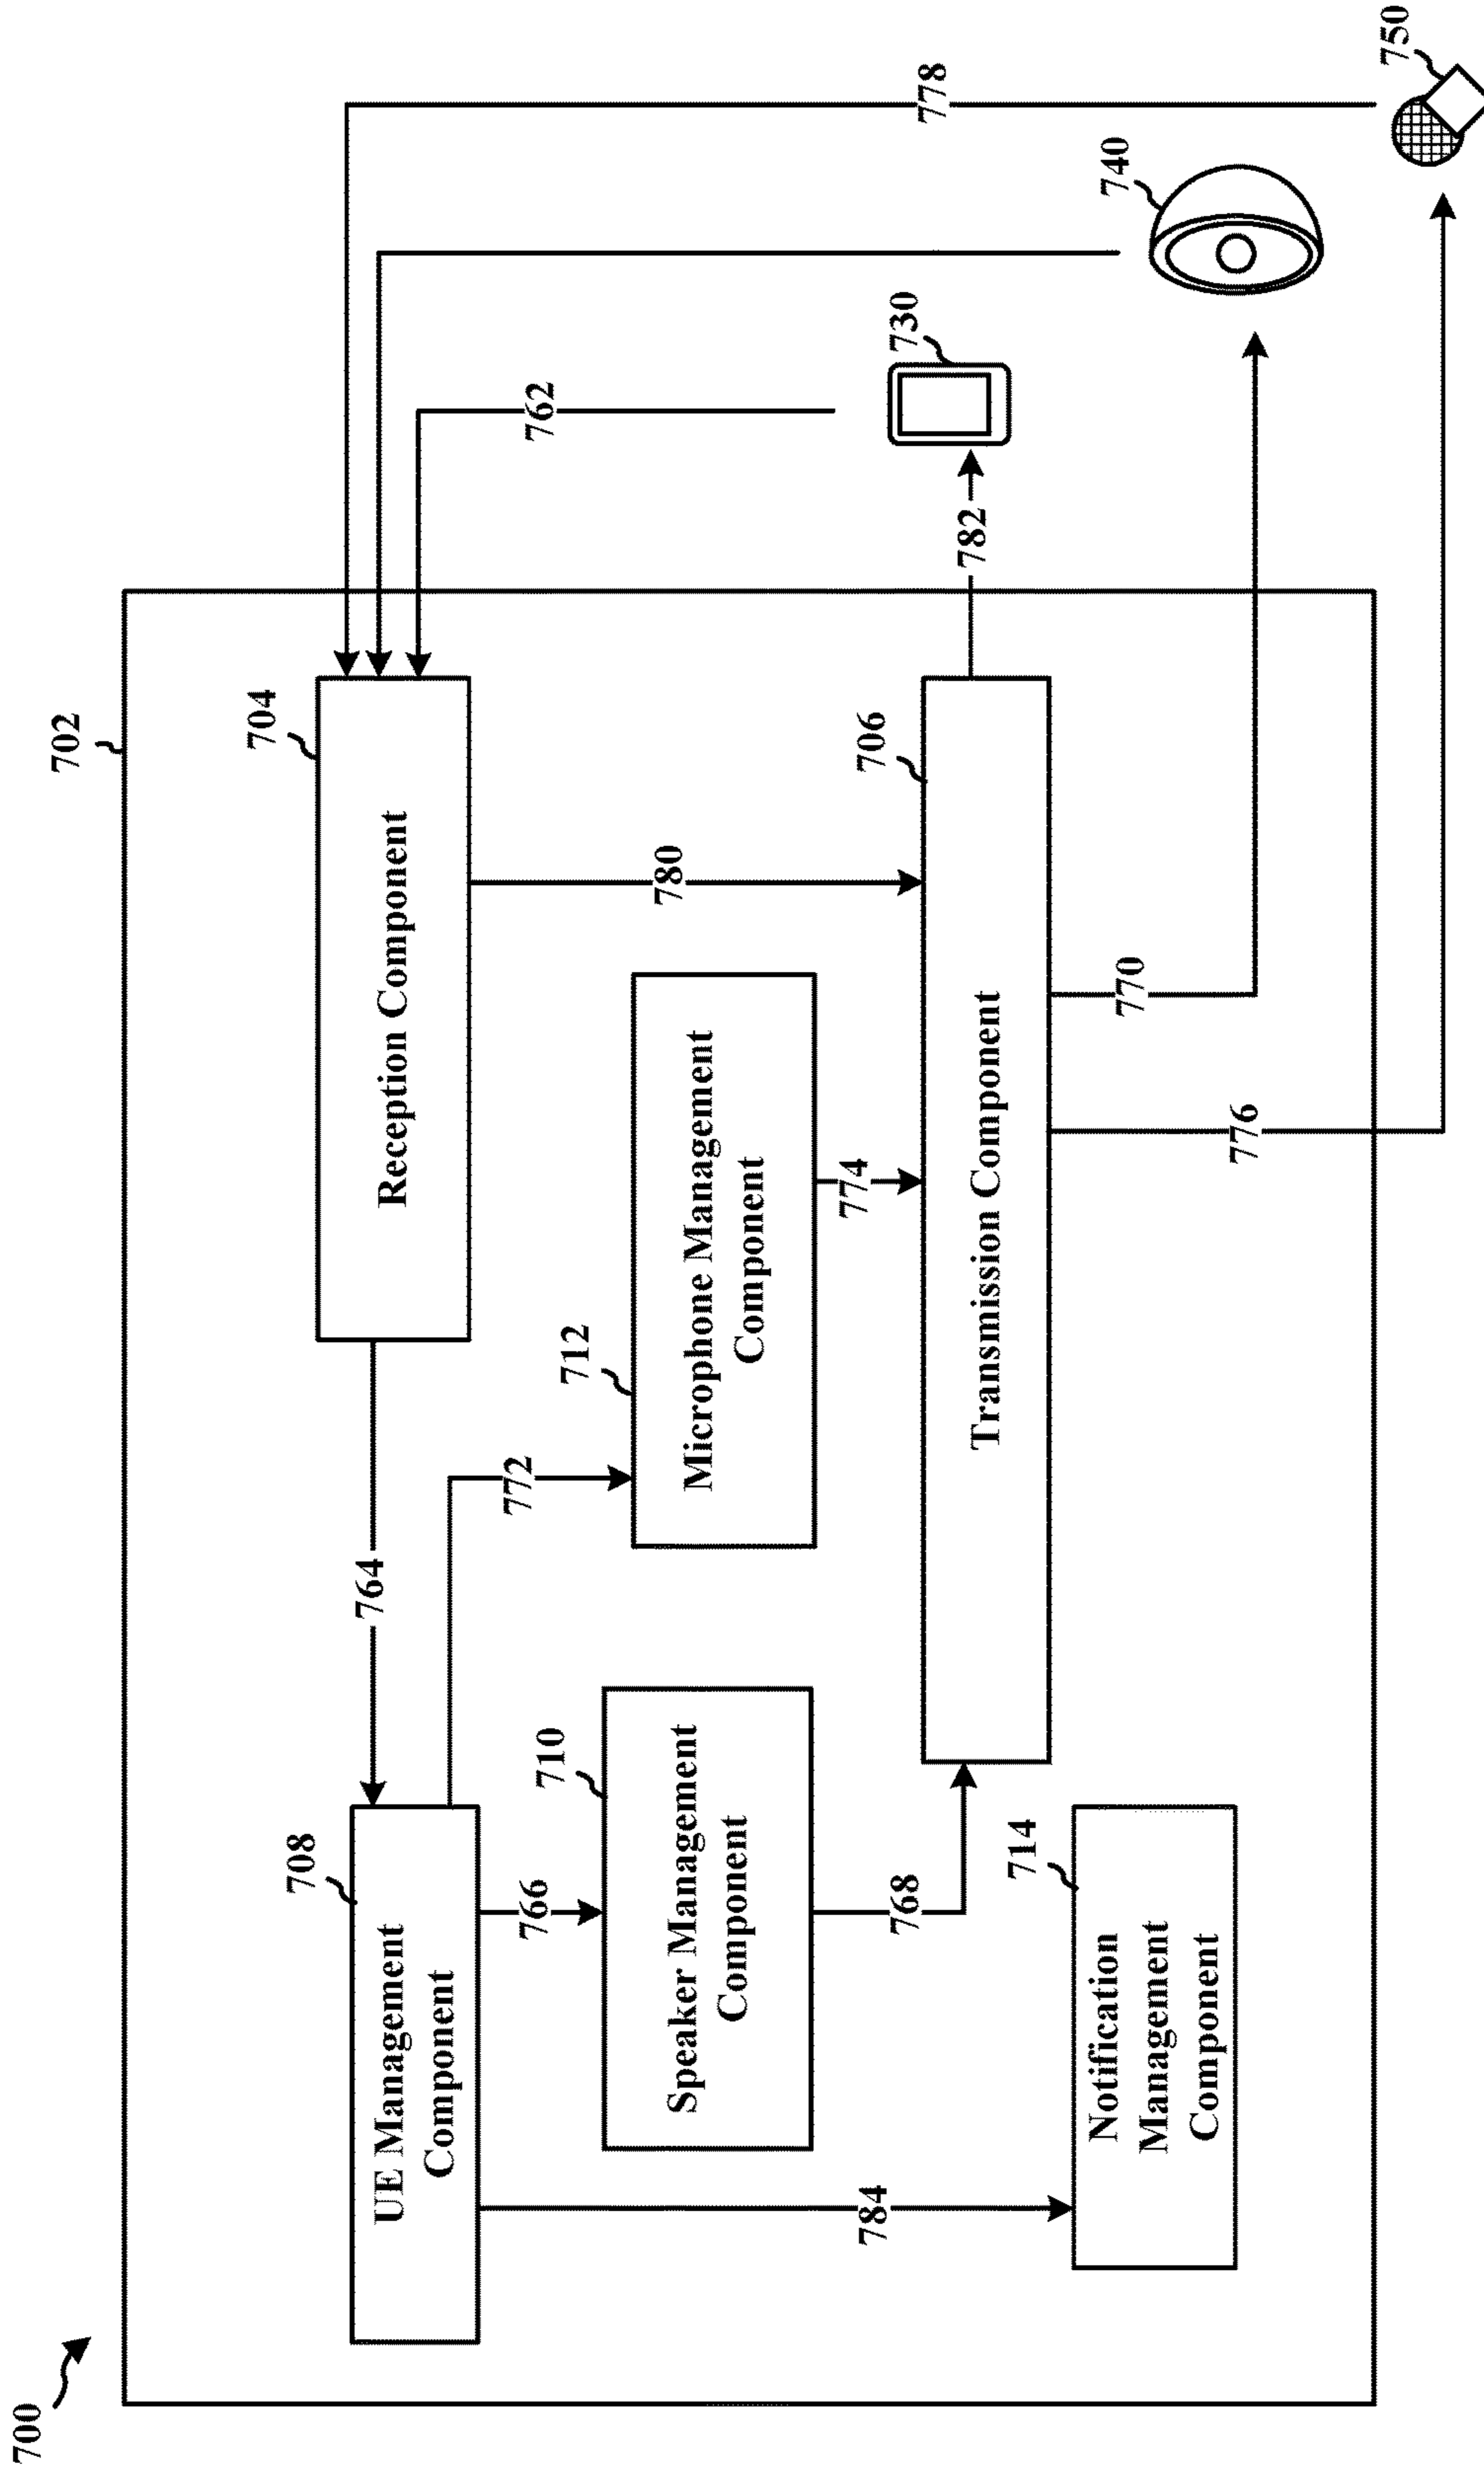 700
702
704
Reception Component
764
708
UE Management
Component
772
766
712
Microphone Management
Component
780
710
Speaker Management
Component
774
768
706
Transmission Component
784
714
Notification
Management
Component
776
770
782
762
730
740
778
750